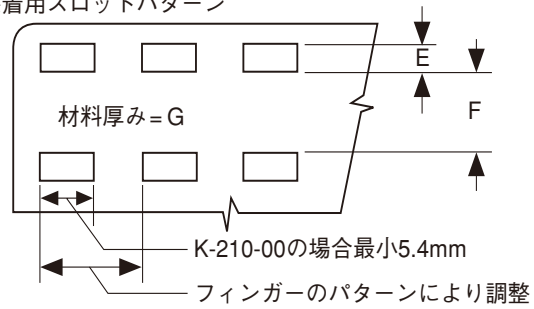 着用スロットパターン
E
F
材料厚み=G
K-210-00の場合最小5.4mm
フィンガーのパターンにより調整